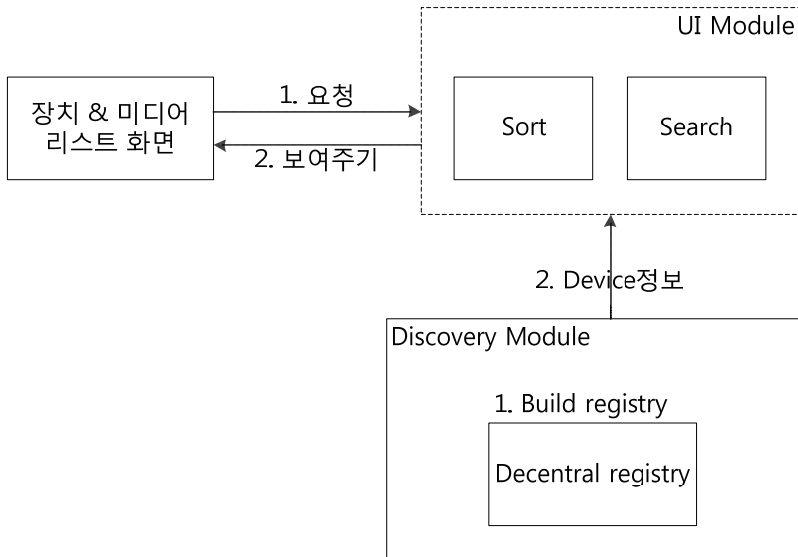 UI Module
장치 & 미디어
리스트 화면
1. 요청
2. 보여주기
Sort
Search
2. Device정보
Discovery Module
1. Build registry
Decentral registry